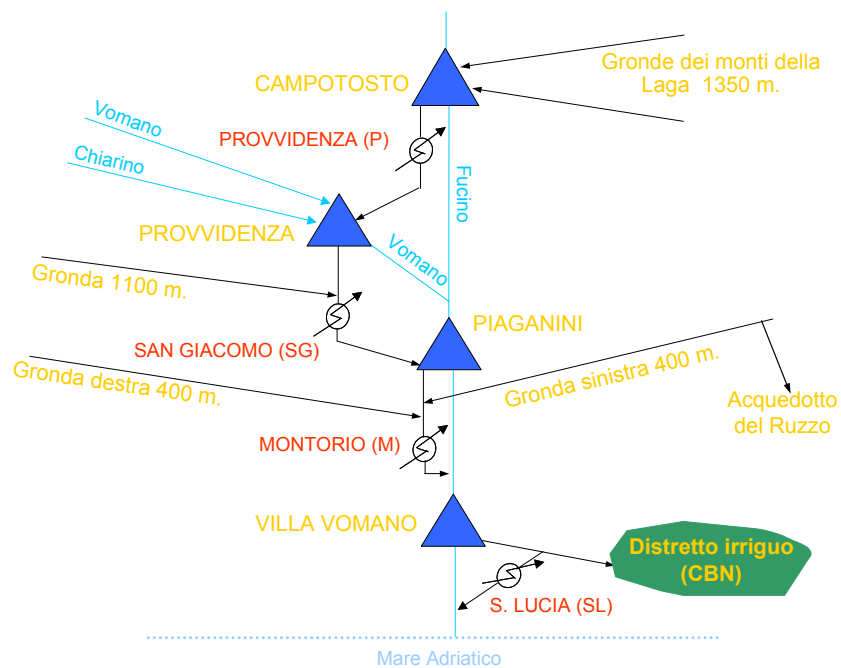 CAMPOTOSTO
Gronde dei monti della
Laga 1350 m.
Vomano
PROVVIDENZA (P)
Chiarino
Fucino
PROVVIDENZA
Vomano
Gronda 1100 m.
PIAGANINI
SAN GIACOMO (SG)
Gronda destra 400 m.
Gronda sinistra 400 m.
Acquedotto
del Ruzzo
MONTORIO (M)
VILLA VOMANO
Distretto irriguo
(CBN)
S. LUCIA (SL)
Mare Adriatico